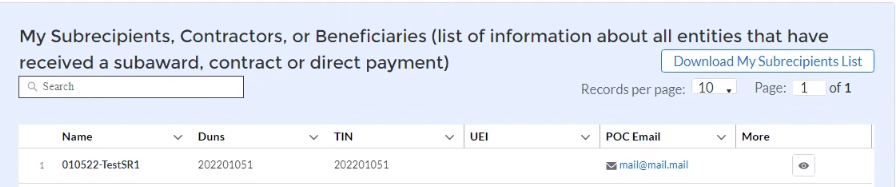 My Subrecipients, Contractors, or Beneficiaries (list of information about all entities that have
received a subaward, contract or direct payment)
Download My Subrecipients List
Search
Records per page: 10 Page: 1 of 1
Name Duns TIN UEI POC Email More
1 010522-TestSR1 202201051 202201051 mail@mail.mail